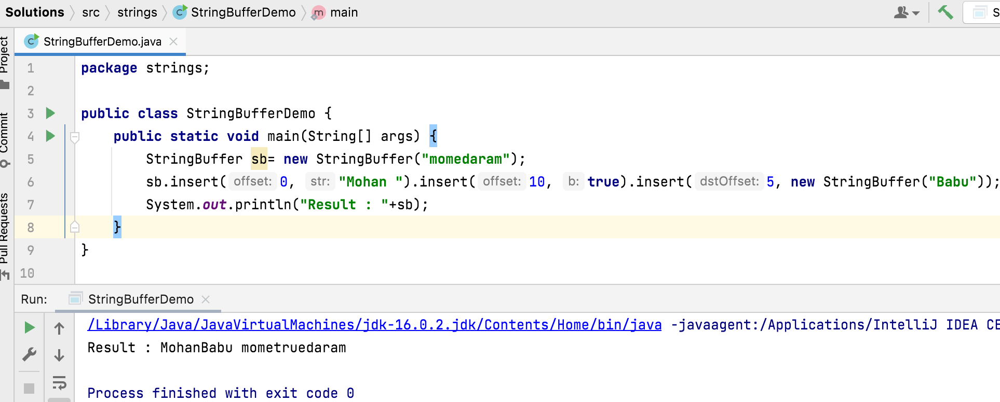 Solutions src strings StringBufferDemo main
StringBufferDemo.java
Project
Commit
Pull Requests
1 package strings;
2
3 public class StringBufferDemo {
4 public static void main(String[] args) {
5 StringBuffer sb= new StringBuffer("momedaram");
6 sb.insert( offset: 0, str: "Mohan ").insert( offset: 10, b: true).insert( dstOffset: 5, new StringBuffer("Babu"));
7 System.out.println("Result : "+sb);
8 }
9 }
10
Run: StringBufferDemo
/Library/Java/JavaVirtualMachines/jdk-16.0.2.jdk/Contents/Home/bin/java -javaagent:/Applications/IntelliJ IDEA CE
Result : MohanBabu mometruedaram
Process finished with exit code 0